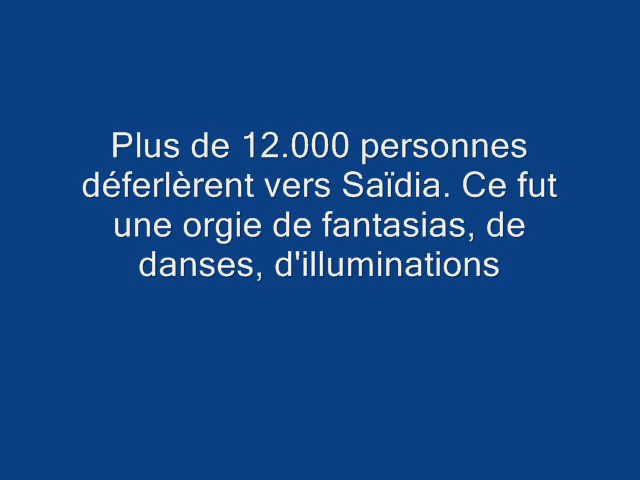 Plus de 12.000 personnes
déferlèrent vers Saïdia. Ce fut
une orgie de fantasias, de
danses, d'illuminations